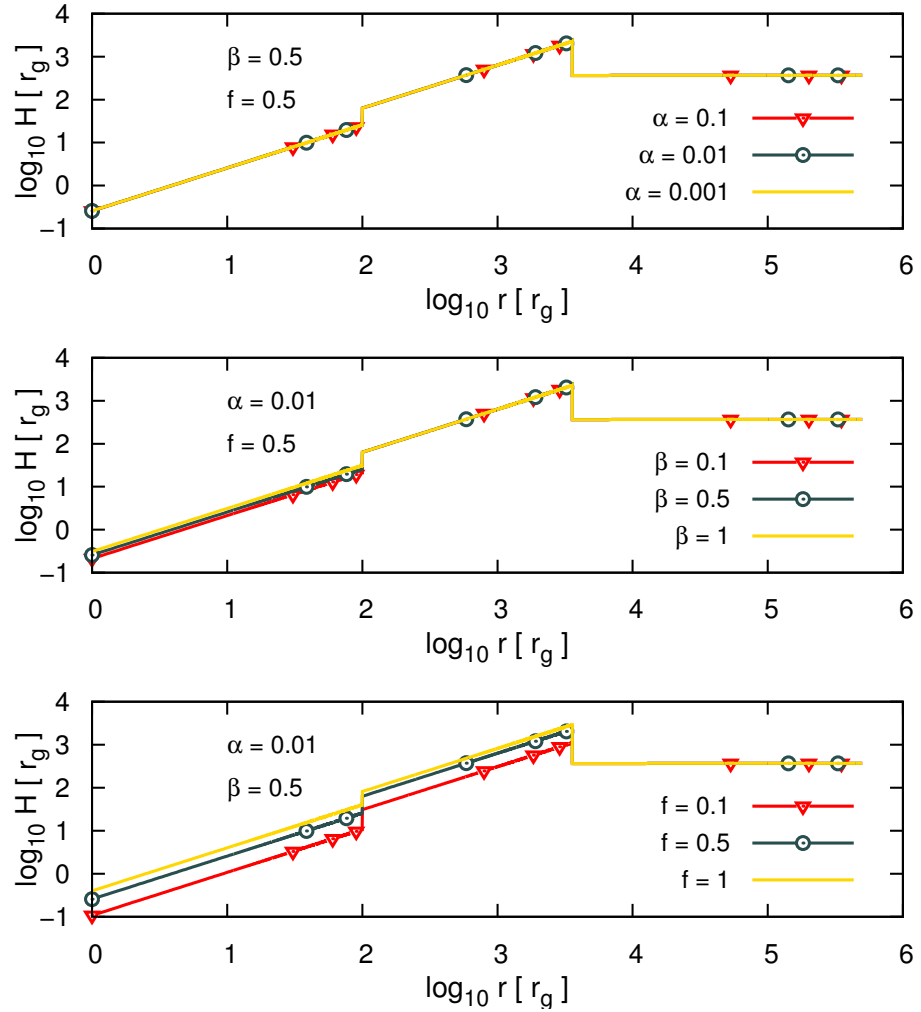 4
3
2
1
0
−1
log10 H [ rg ]
β = 0.5
f = 0.5
α = 0.1
α = 0.01
α = 0.001
0 1 2 3 4 5 6
log10 r [ rg ]
4
3
2
1
0
−1
log10 H [ rg ]
α = 0.01
f = 0.5
β = 0.1
β = 0.5
β = 1
0 1 2 3 4 5 6
log10 r [ rg ]
4
3
2
1
0
−1
log10 H [ rg ]
α = 0.01
β = 0.5
f = 0.1
f = 0.5
f = 1
0 1 2 3 4 5 6
log10 r [ rg ]